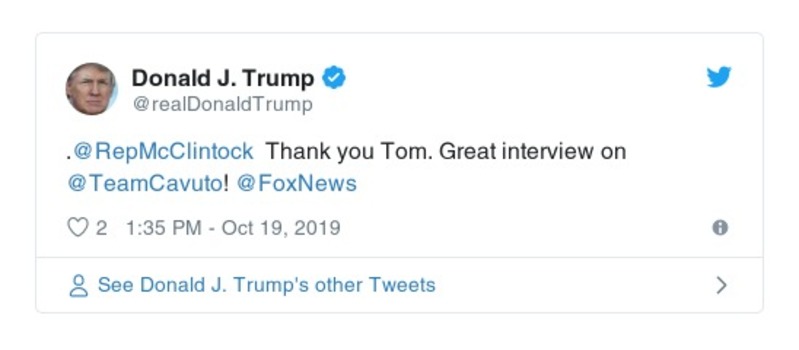 Donald J. Trump
@realDonaldTrump
.@RepMcClintock  Thank you Tom. Great interview on
@TeamCavuto! @FoxNews
2  1:35 PM - Oct 19, 2019
See Donald J. Trump's other Tweets